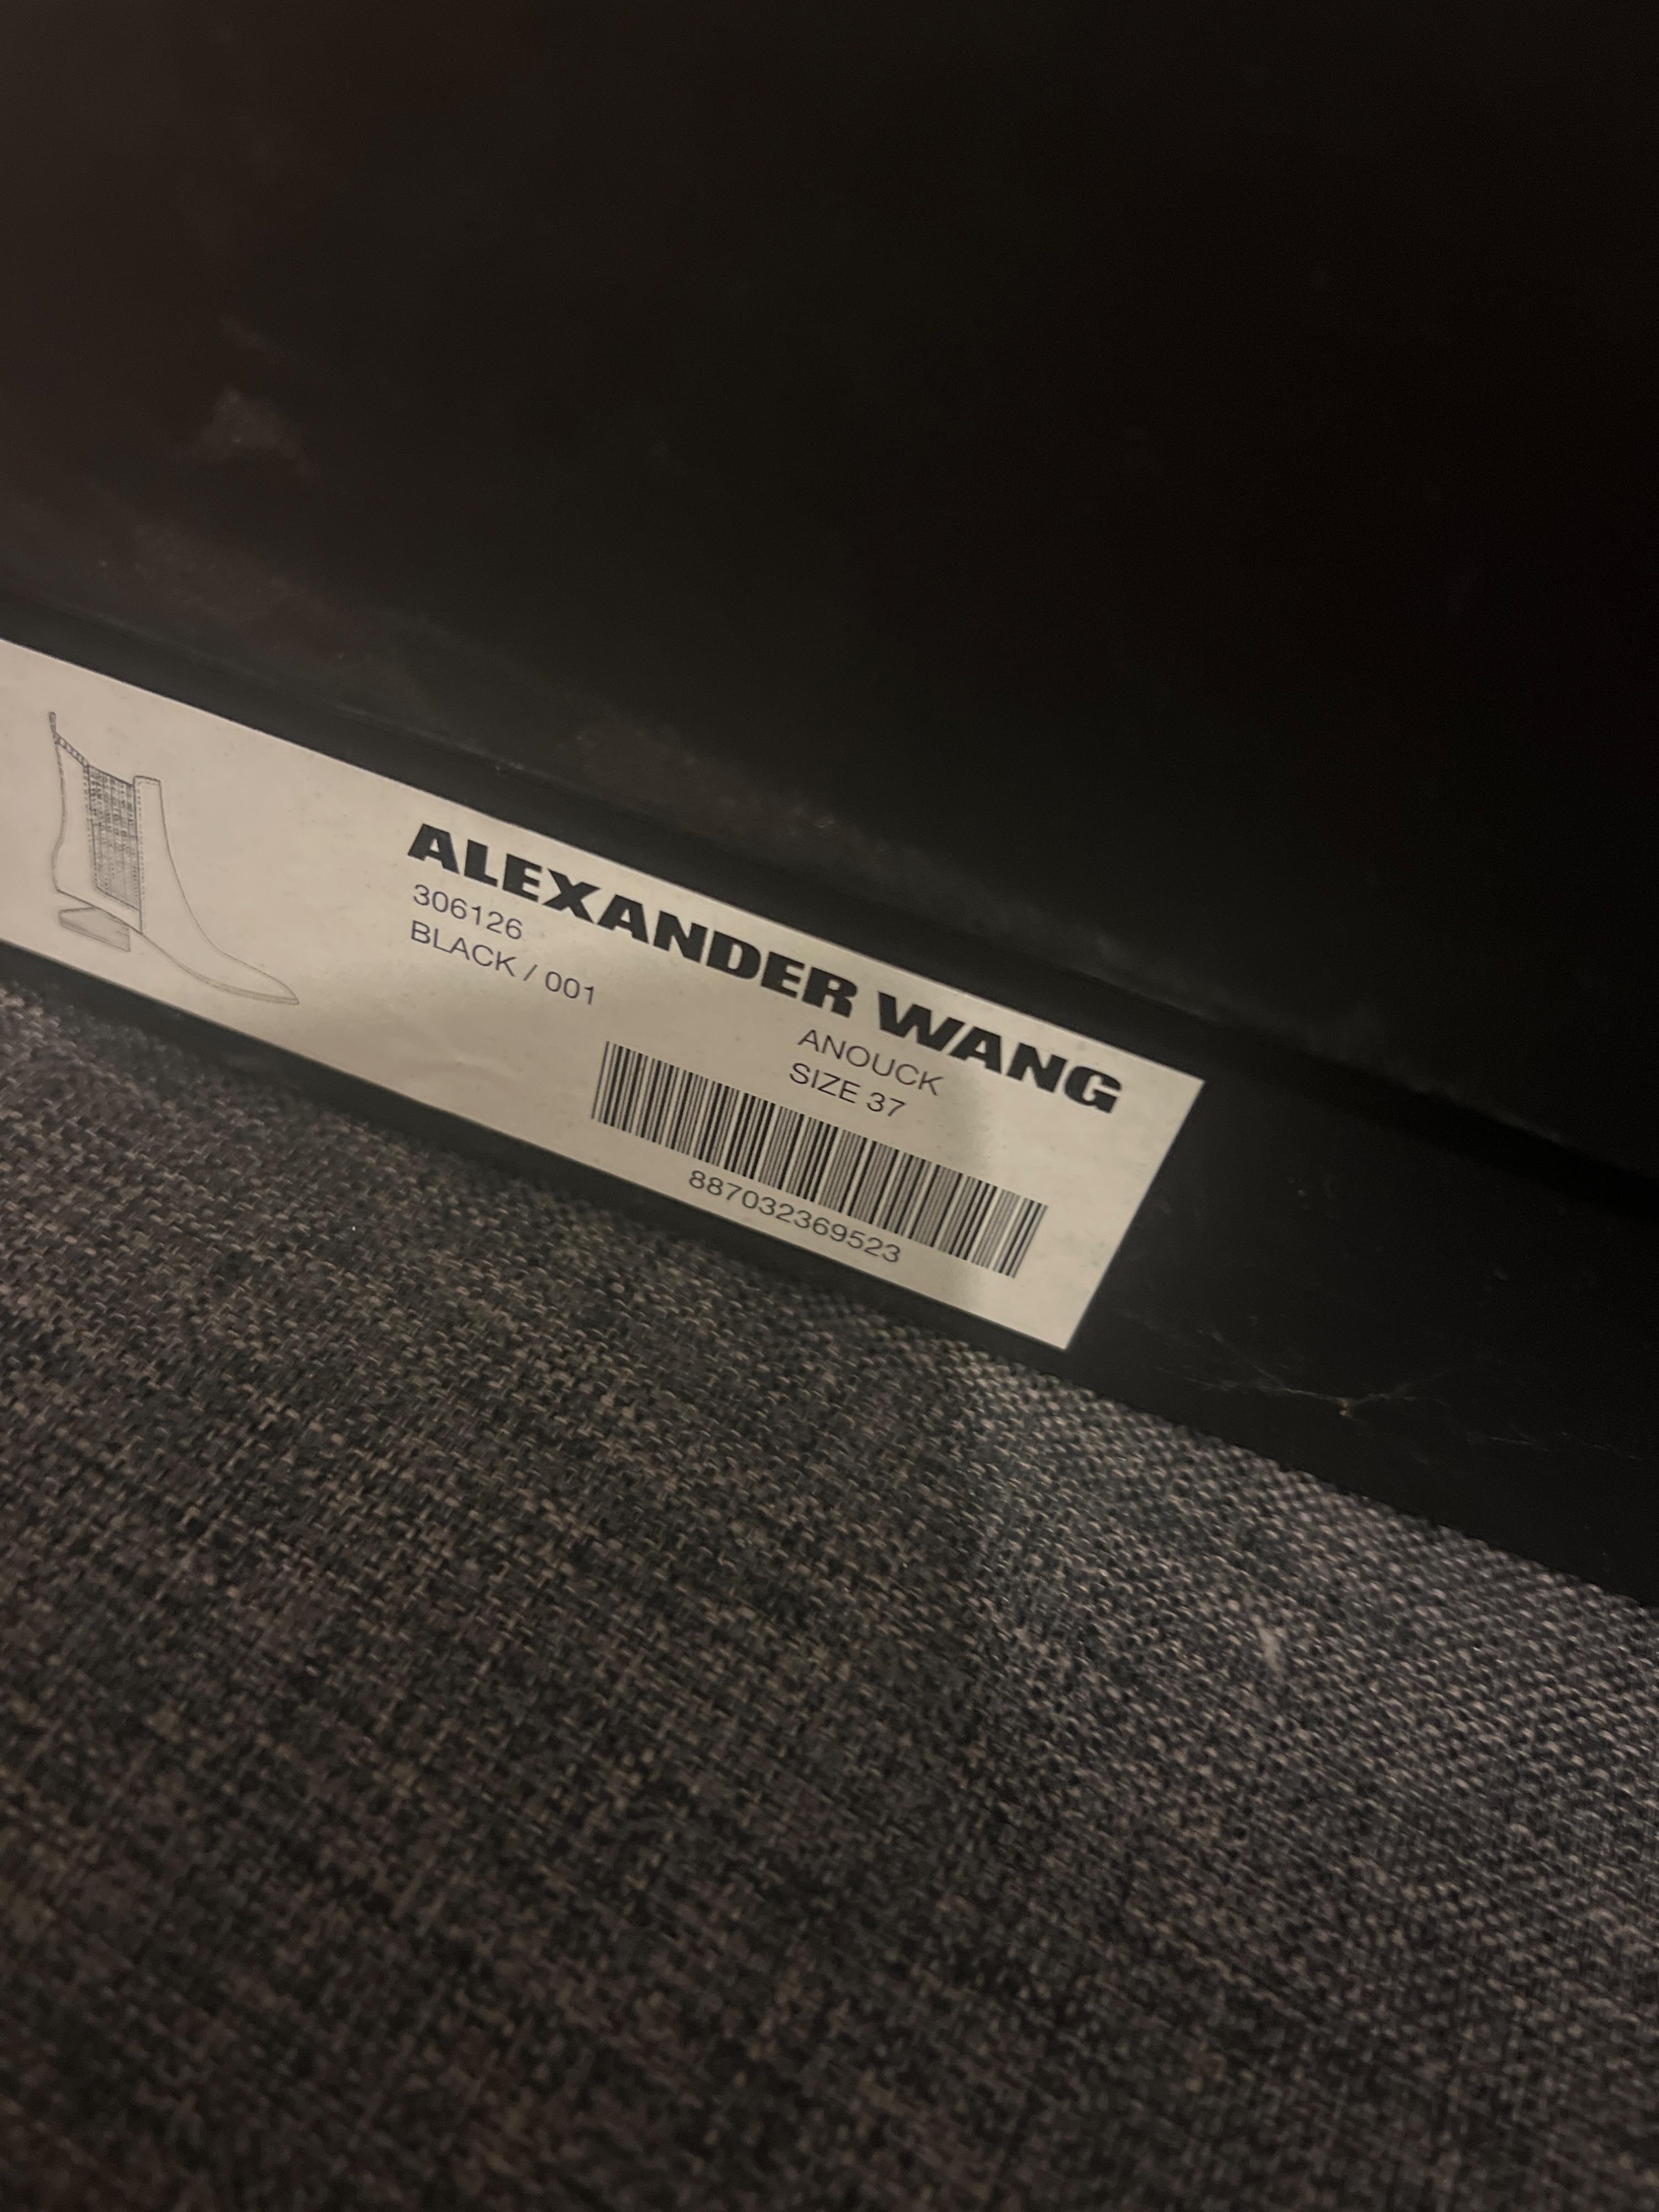 ALEXANDER WANG
306126
BLACK / 001
ANOUCK
SIZE 37
887032369523